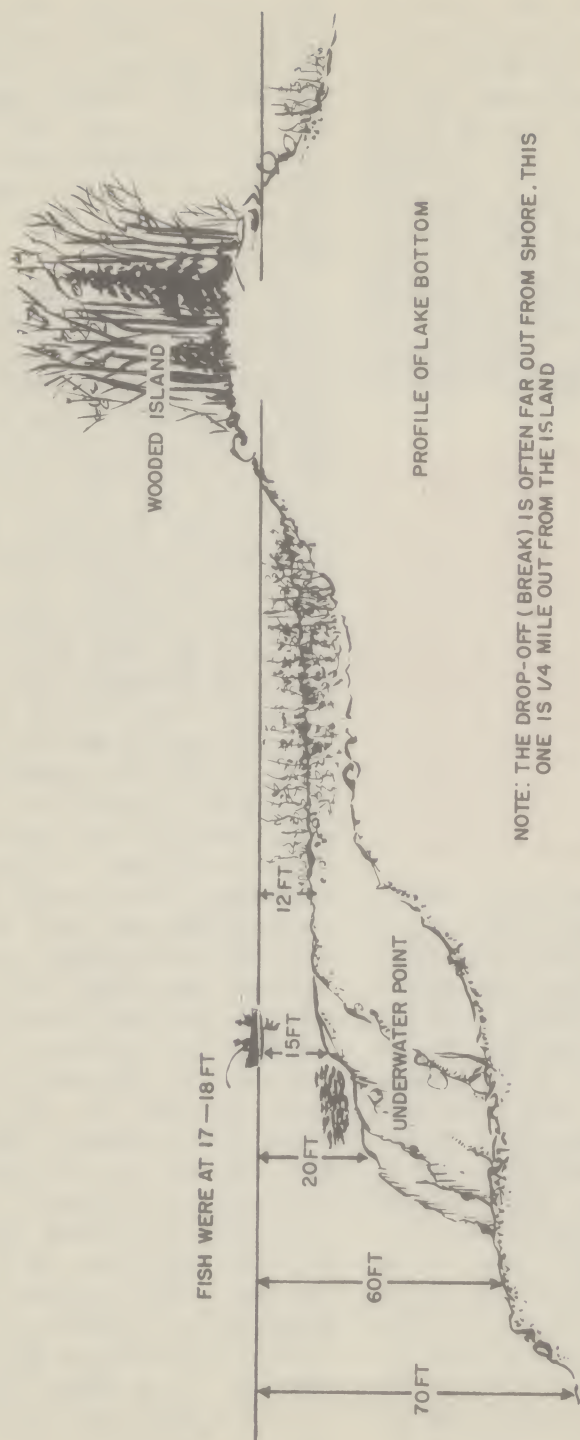 WOODED ISLAND
FISH WERE AT 17—18 FT
12 FT
15 FT
20 FT
60 FT
70 FT
UNDERWATER POINT
PROFILE OF LAKE BOTTOM
NOTE: THE DROP-OFF (BREAK) IS OFTEN FAR OUT FROM SHORE. THIS
ONE IS 1/4 MILE OUT FROM THE ISLAND